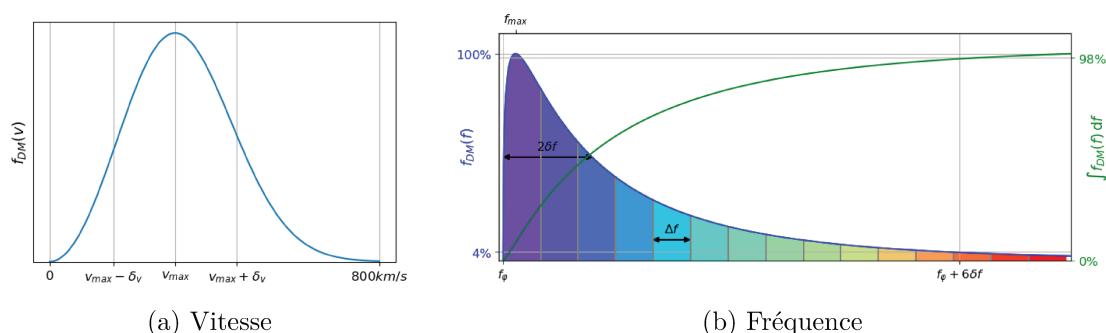 f_DM(v)
0
v_max − δ_v
v_max
v_max + δ_v
800km/s
(a) Vitesse
f_max
100%
4%
f_DM(f)
2δf
Δf
98%
0%
∫ f_DM(f) df
f_φ
f_φ + 6δf
(b) Fréquence